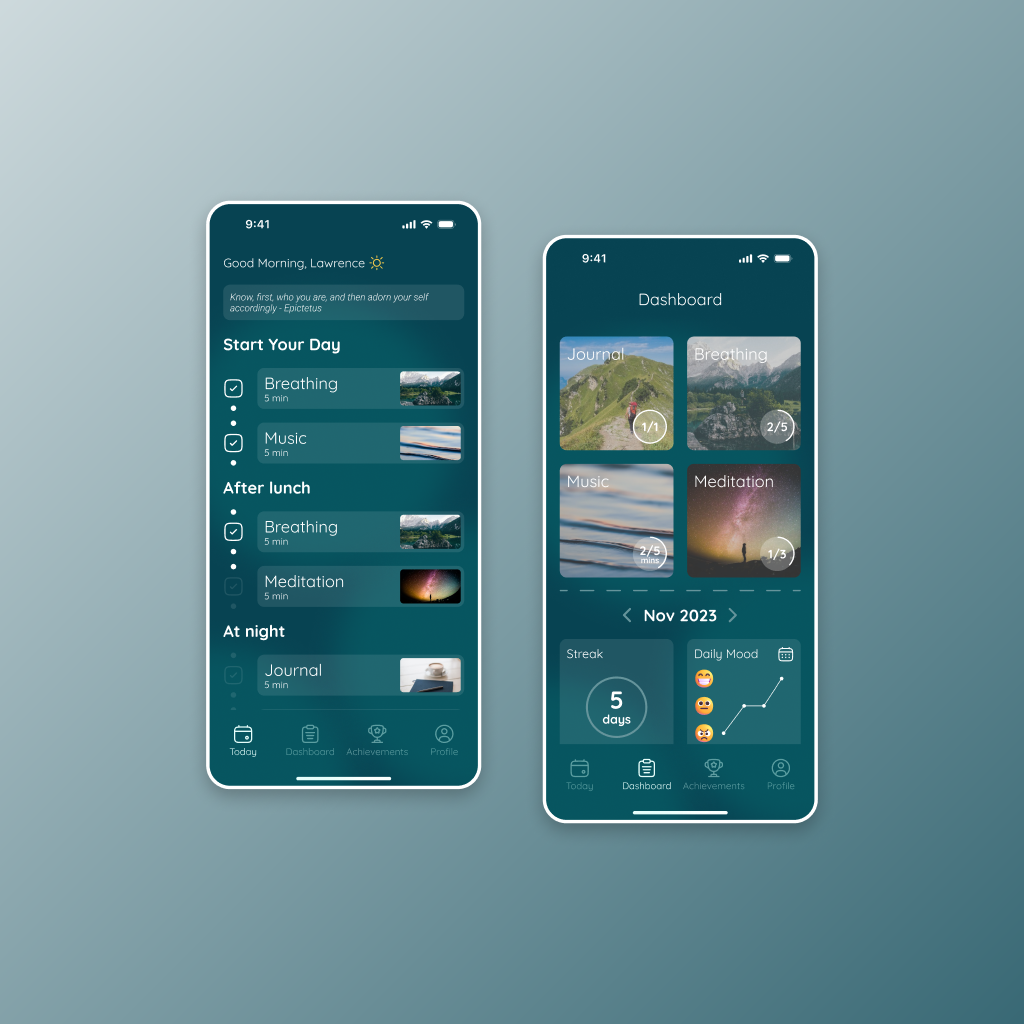 9:41
Good Morning, Lawrence
Know, first, who you are, and then adorn your self
accordingly - Epictetus
Start Your Day
Breathing
5 min
Music
5 min
After lunch
Breathing
5 min
Meditation
5 min
At night
Journal
5 min
Today Dashboard Achievements Profile
9:41
Dashboard
Journal
1/1
Breathing
2/5
Music
2/5
mins
Meditation
1/3
Nov 2023
Streak
5
days
Daily Mood
Today Dashboard Achievements Profile